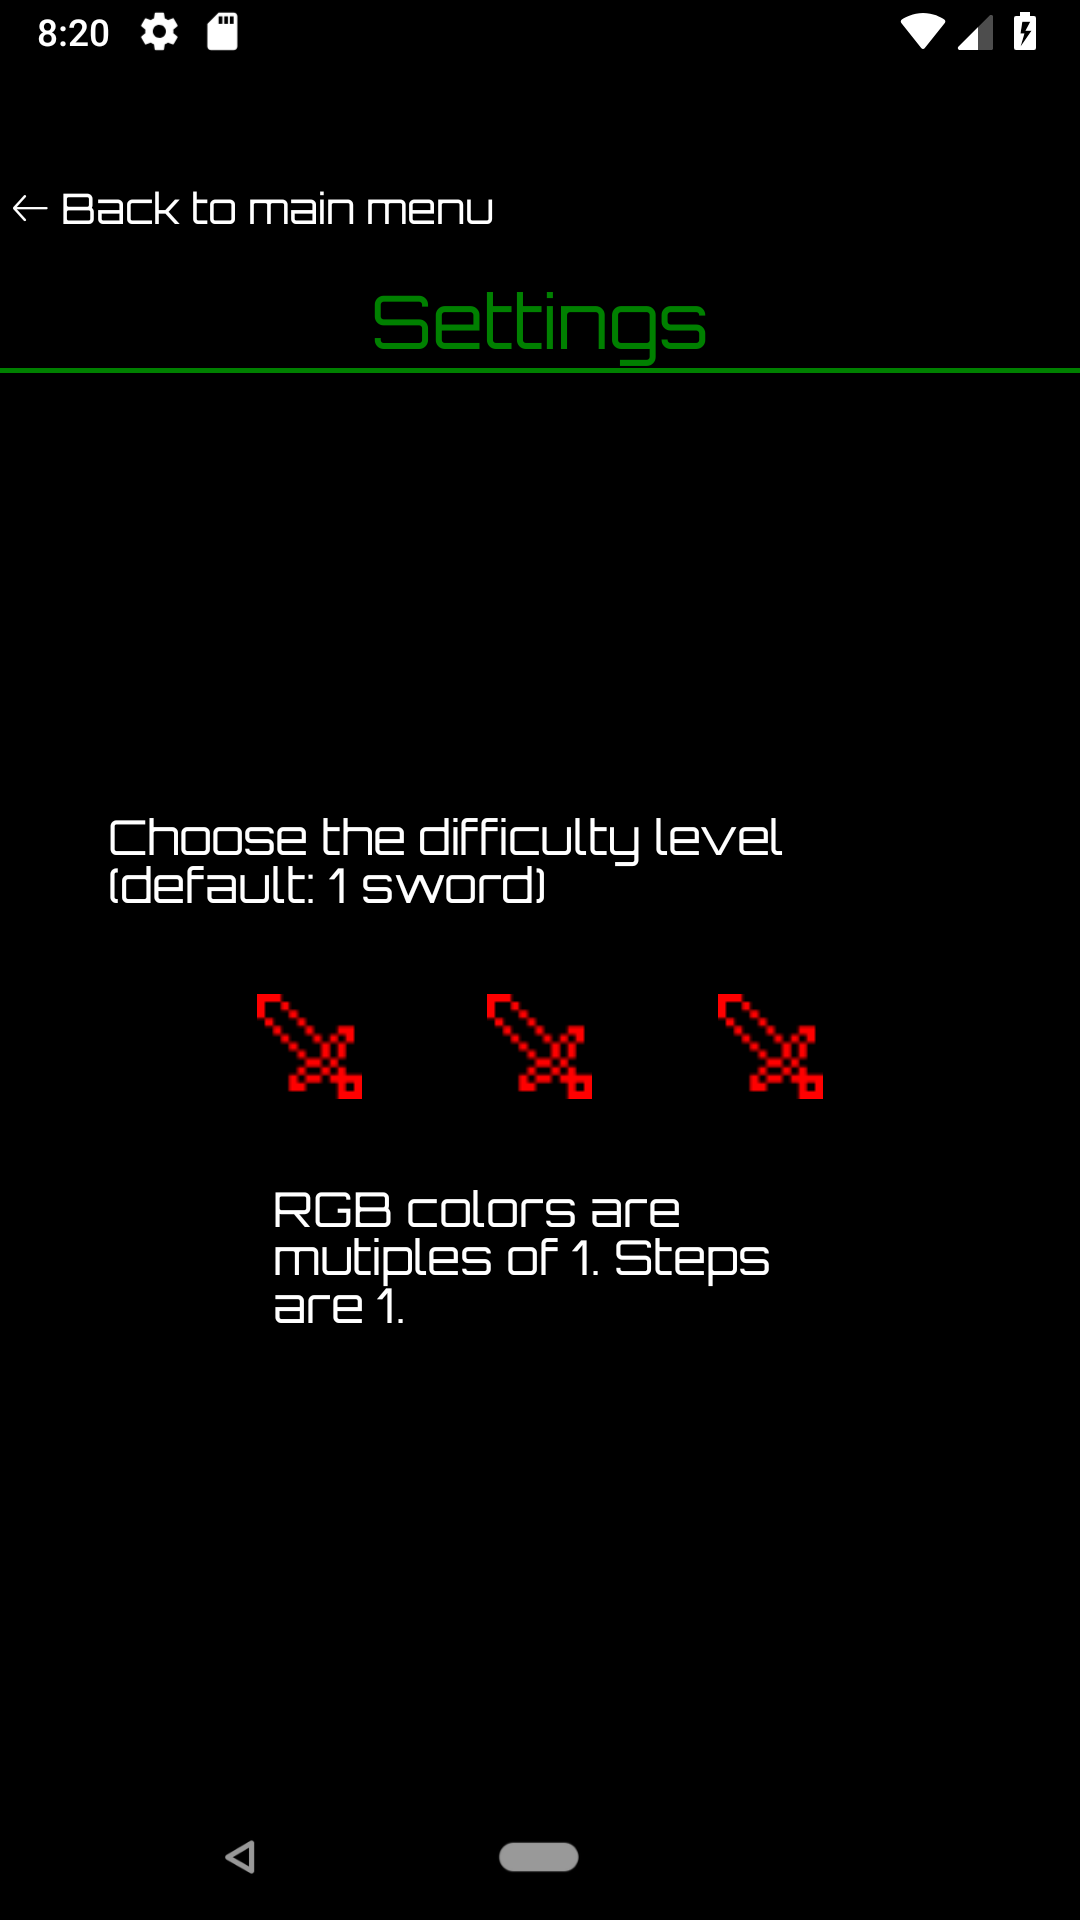 8:20
← Back to main menu
Settings
Choose the difficulty level
(default: 1 sword)
RGB colors are
mutiples of 1. Steps
are 1.